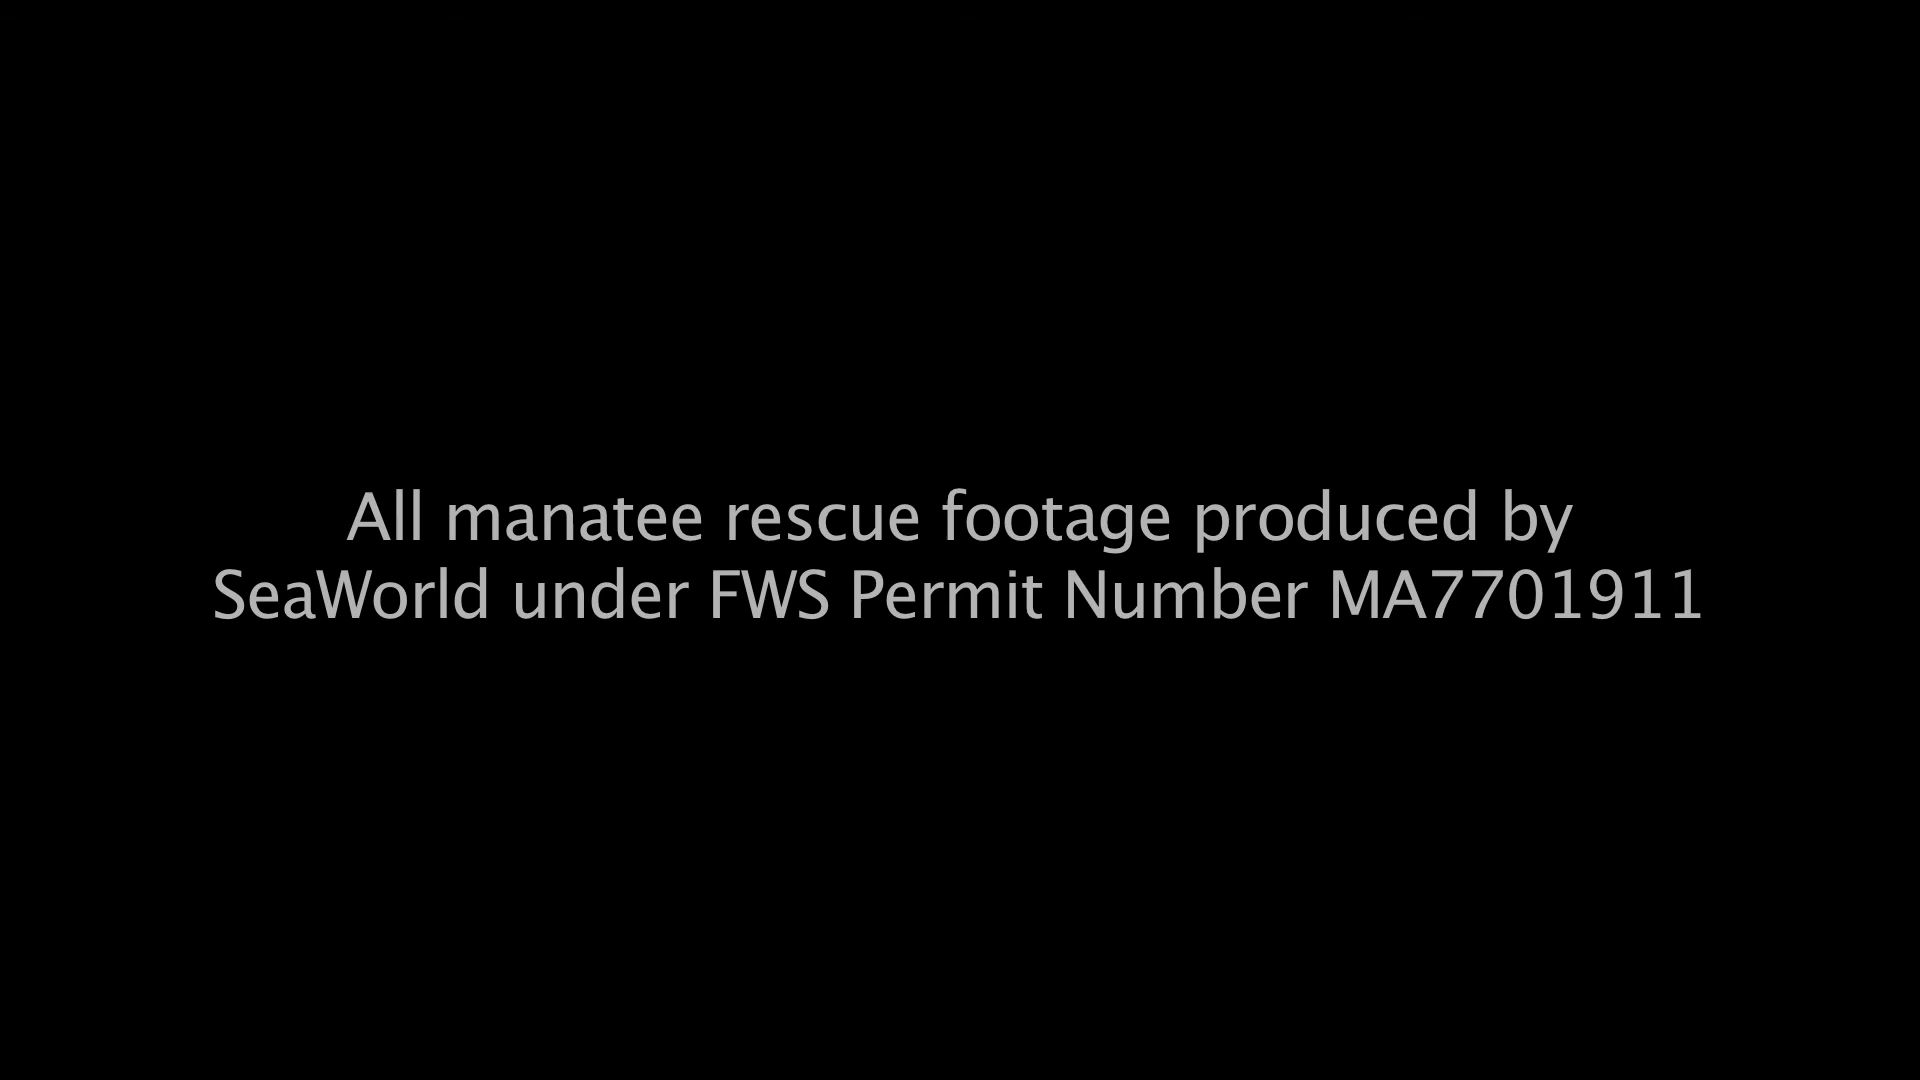 All manatee rescue footage produced by
SeaWorld under FWS Permit Number MA7701911